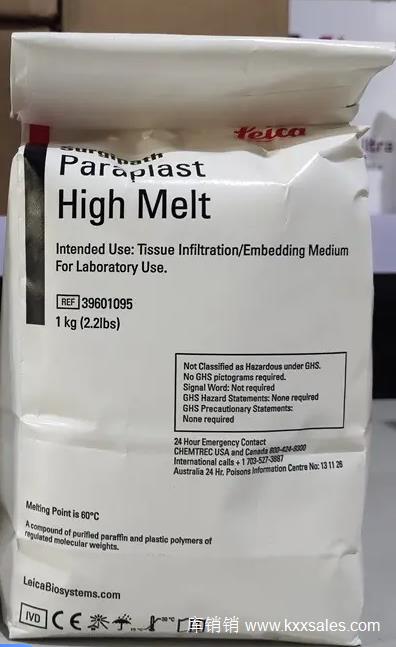 Leica
Surgipath
Paraplast
High Melt
Intended Use: Tissue Infiltration/Embedding Medium
For Laboratory Use.
REF 39601095
1 kg (2.2lbs)
Not Classified as Hazardous under GHS.
No GHS pictograms required.
Signal Word: Not required
GHS Hazard Statements: None required
GHS Precautionary Statements:
None required
24 Hour Emergency Contact
CHEMTREC USA and Canada 800-424-9300
International calls + 1 703-527-3887
Australia 24 Hr. Poisons Information Centre No: 13 11 26
Melting Point is 60°C
A compound of purified paraffin and plastic polymers of
regulated molecular weights.
LeicaBiosystems.com
IVD CE
库销销 www.kxxsales.com